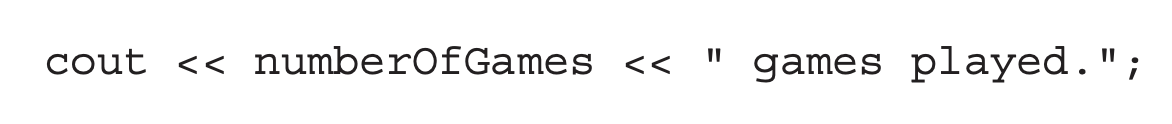 cout << numberOfGames << " games played.";